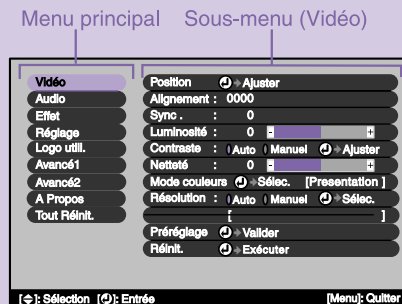 Menu principal Sous-menu (Vidéo)
Vidéo
Audio
Effet
Réglage
Logo utili.
Avancé1
Avancé2
A Propos
Tout Réinit.
Position Ajuster
Alignement : 0000
Sync . : 0
Luminosité : 0 - +
Contraste : Auto Manuel Ajuster
Netteté : 0 - +
Mode couleurs Sélec. [Presentation ]
Résolution : Auto Manuel Sélec.
[ ]
Préréglage Valider
Réinit. Exécuter
[ ]: Sélection [ ]: Entrée [Menu]: Quitter